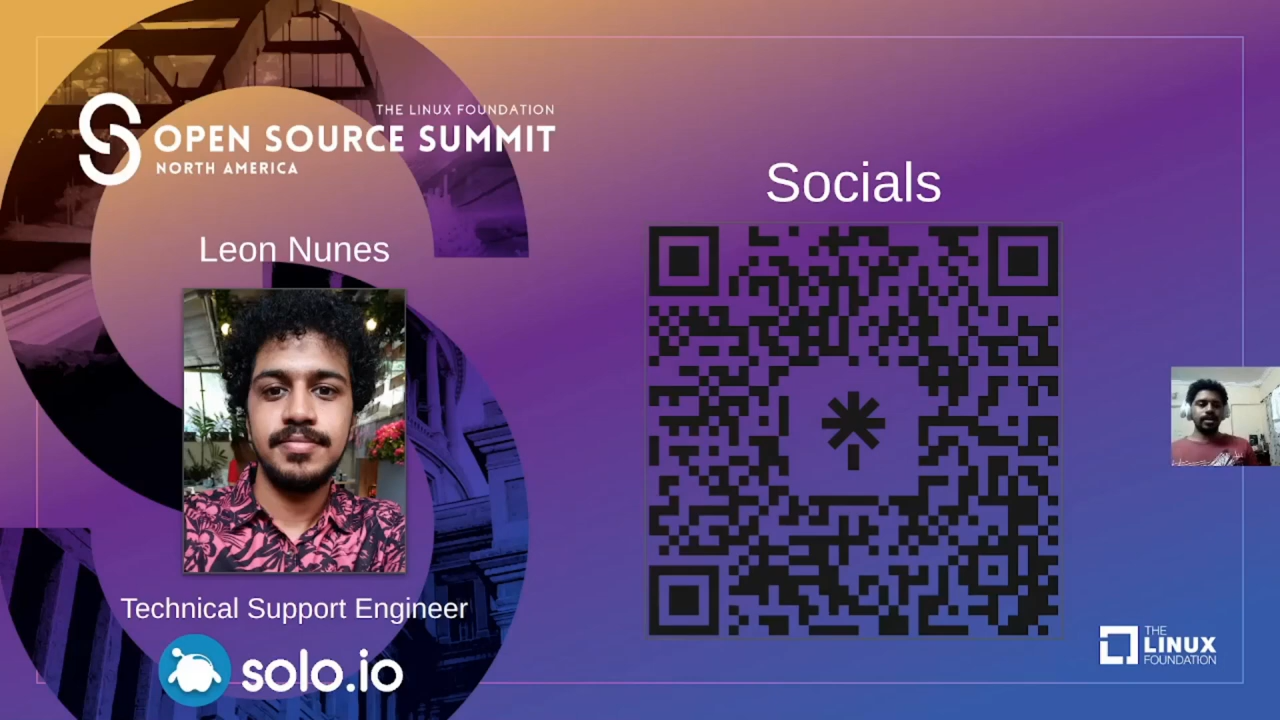 THE LINUX FOUNDATION
OPEN SOURCE SUMMIT
NORTH AMERICA
Leon Nunes
Technical Support Engineer
solo.io
Socials
THE
LINUX
FOUNDATION